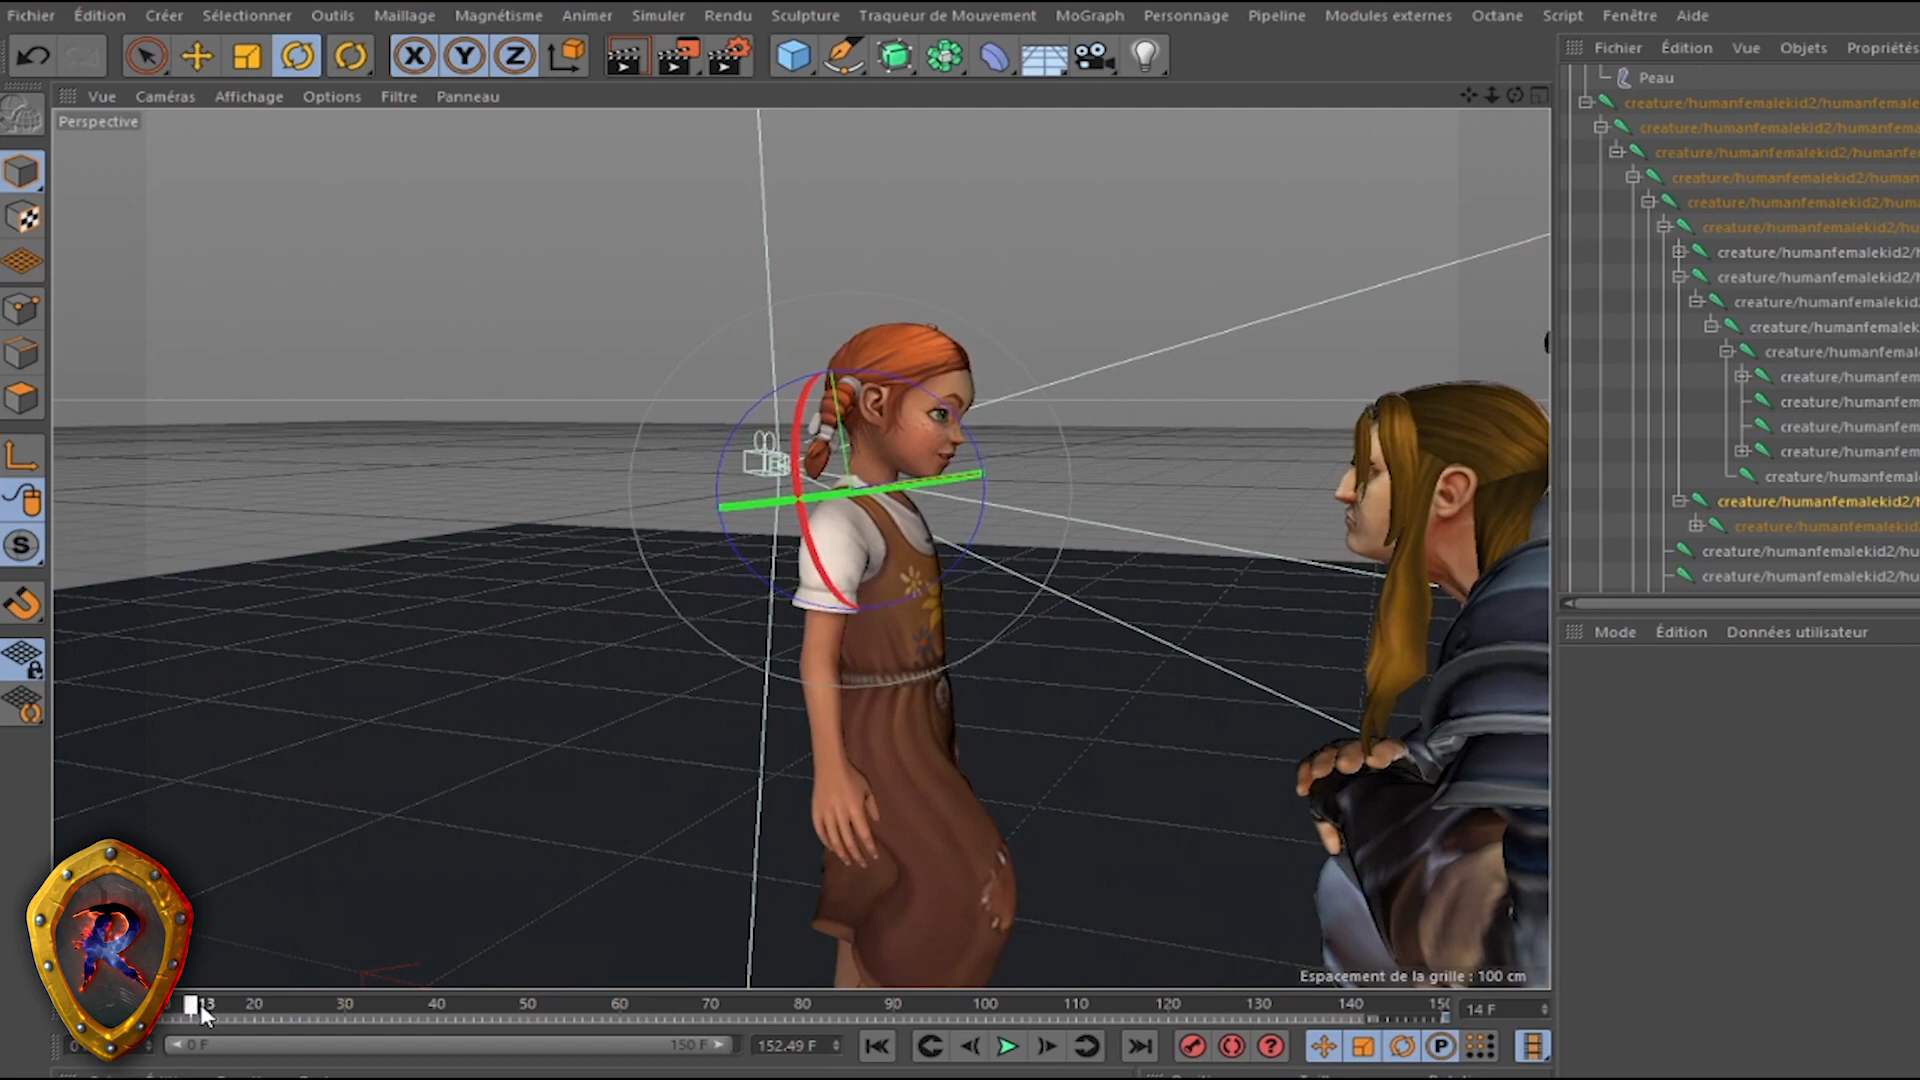 Fichier Édition Créer Sélectionner Outils Maillage Magnétisme Animer Simuler Rendu Sculpture Traqueur de Mouvement MoGraph Personnage Pipeline Modules externes Octane Script Fenêtre Aide
X Y Z
Fichier Édition Vue Objets Propriétés
Vue Caméras Affichage Options Filtre Panneau
Perspective
Peau
creature/humanfemalekid2/humanfemale
creature/humanfemalekid2/humanfema
creature/humanfemalekid2/humanfe
creature/humanfemalekid2/human
creature/humanfemalekid2/hum
creature/humanfemalekid2/hu
creature/humanfemalekid2/h
creature/humanfemalekid2/h
creature/humanfemalekid
creature/humanfemalek
creature/humanfemal
creature/humanfem
creature/humanfem
creature/humanfem
creature/humanfem
creature/humanfemal
creature/humanfemalekid2/h
creature/humanfemalekid
creature/humanfemalekid2/hu
creature/humanfemalekid2/hu
S
Mode Édition Données utilisateur
R
Espacement de la grille : 100 cm
13 20 30 40 50 60 70 80 90 100 110 120 130 140 150
14 F
0 F 150 F 152.49 F
P